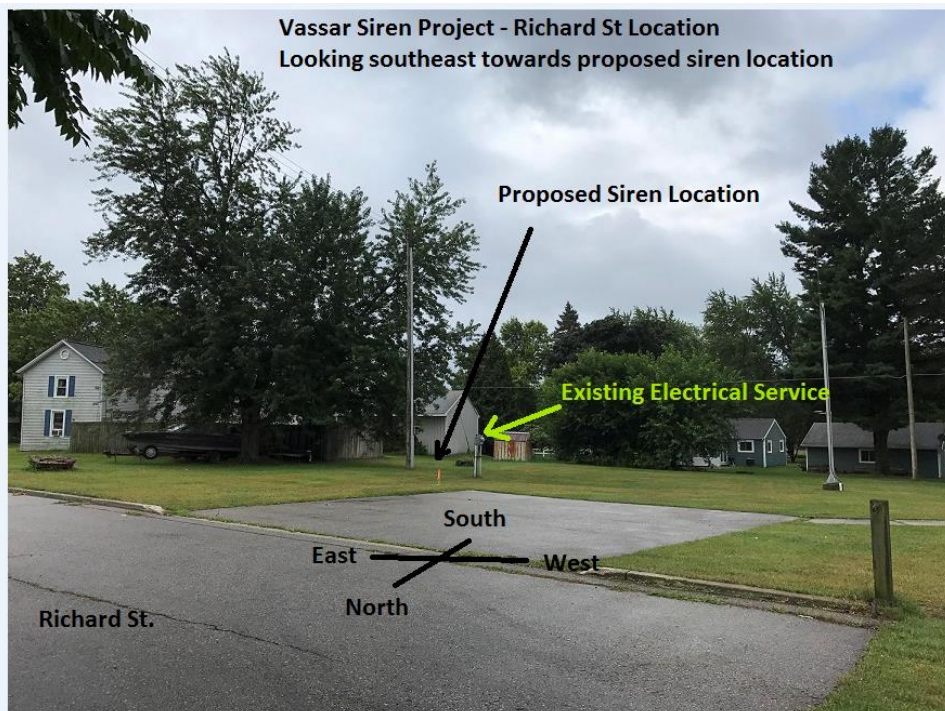 Vassar Siren Project - Richard St Location
Looking southeast towards proposed siren location
Proposed Siren Location
Existing Electrical Service
South
East
West
North
Richard St.